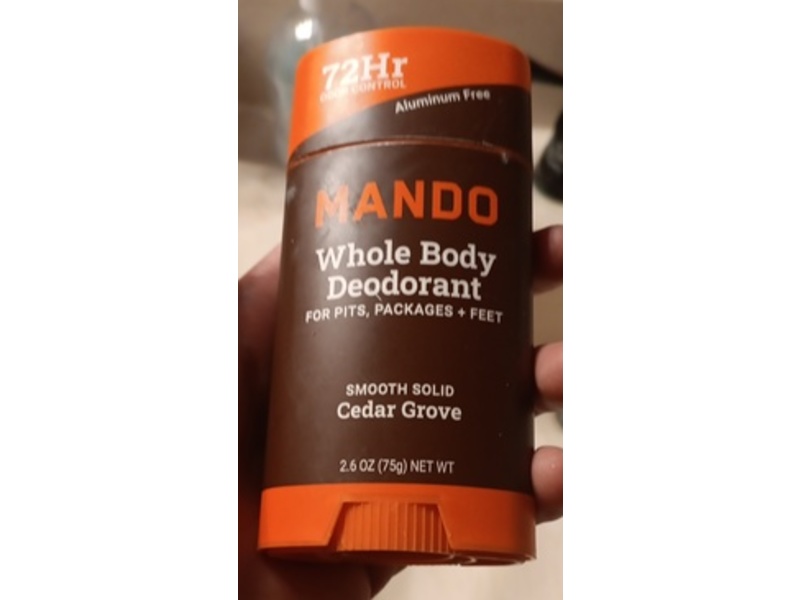 72Hr
ODOR CONTROL
Aluminum Free
MANDO
Whole Body
Deodorant
FOR PITS, PACKAGES + FEET
SMOOTH SOLID
Cedar Grove
2.6 OZ (75g) NET WT